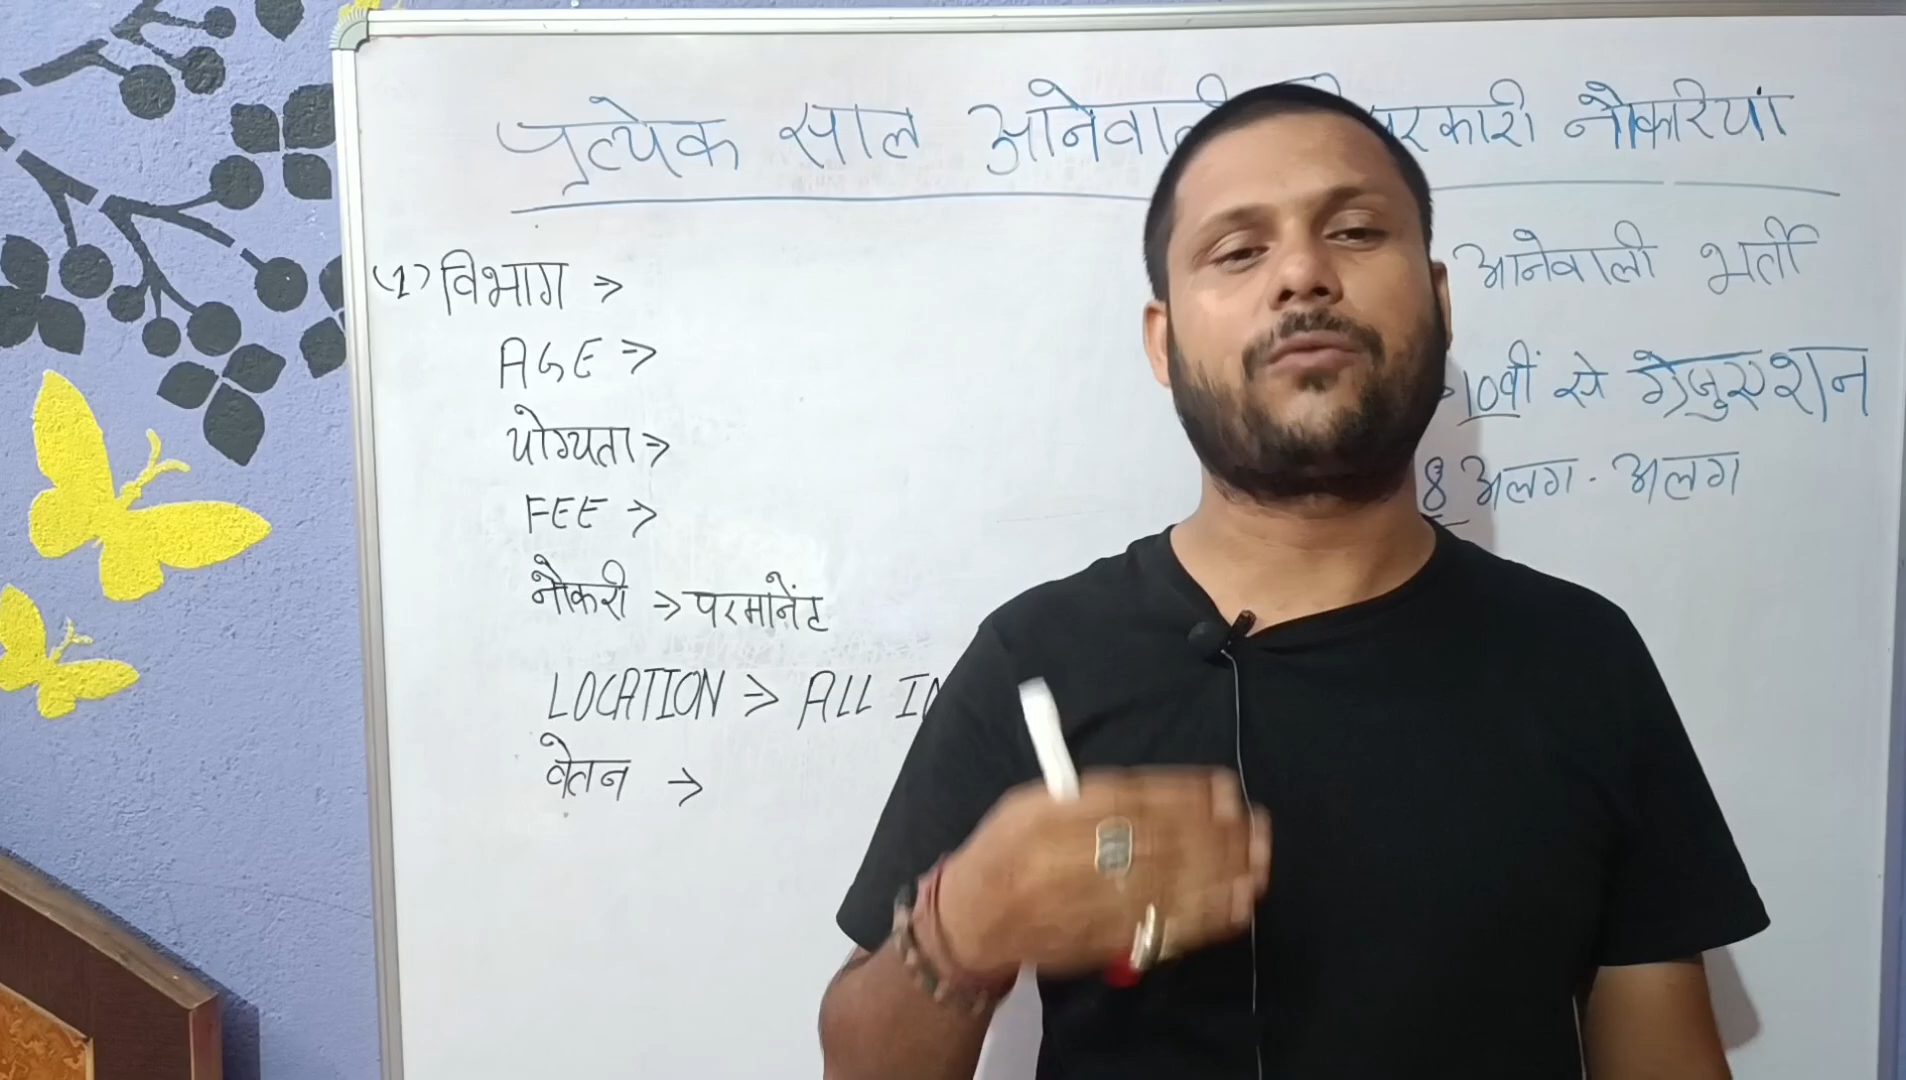 प्रत्येक साल आनेवाली सरकारी नौकरियां
(1) विभाग →
AGE →
योग्यता →
FEE →
नौकरी → परमानेंट
LOCATION → ALL IN
वेतन →
आनेवाली भर्ती
10वीं से ग्रेजुएशन
8 अलग-अलग